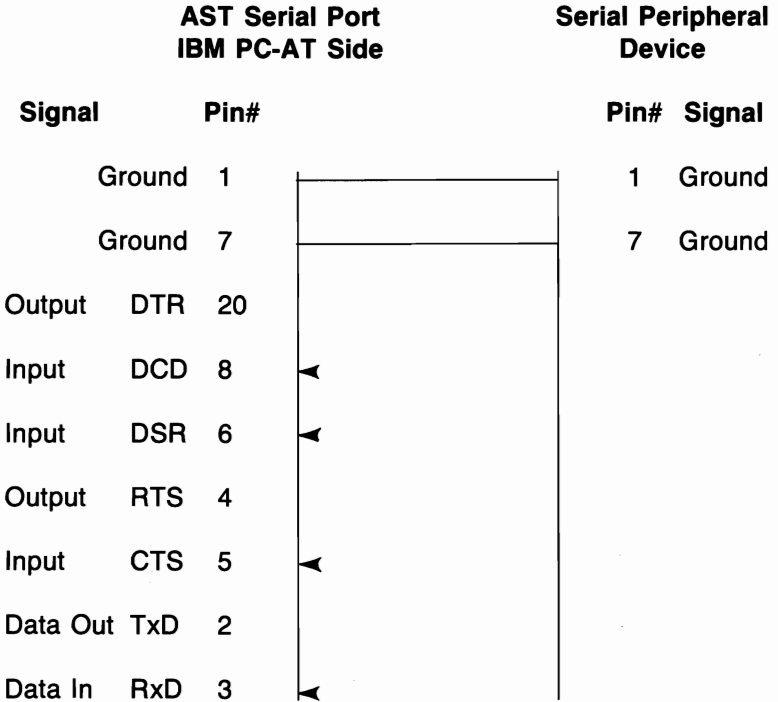 AST Serial Port Serial Peripheral
IBM PC-AT Side Device
Signal Pin# Pin# Signal
Ground 1 1 Ground
Ground 7 7 Ground
Output DTR 20
Input DCD 8
Input DSR 6
Output RTS 4
Input CTS 5
Data Out TxD 2
Data In RxD 3